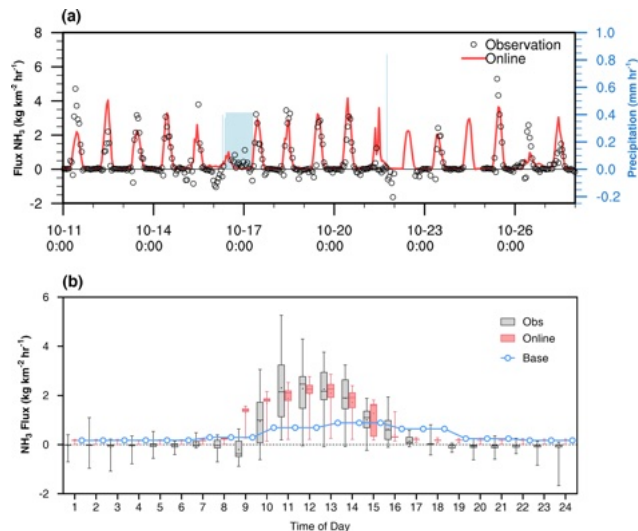 (a)
8
6
4
2
0
-2
Flux NH₃ (kg km⁻² hr⁻¹)
Observation
Online
1.0
0.8
0.6
0.4
0.2
0.0
-0.2
Precipitation (mm hr⁻¹)
10-11 10-14 10-17 10-20 10-23 10-26
0:00 0:00 0:00 0:00 0:00 0:00
(b)
6
4
2
0
-2
NH₃ Flux (kg km⁻² hr⁻¹)
Obs
Online
Base
1 2 3 4 5 6 7 8 9 10 11 12 13 14 15 16 17 18 19 20 21 22 23 24
Time of Day